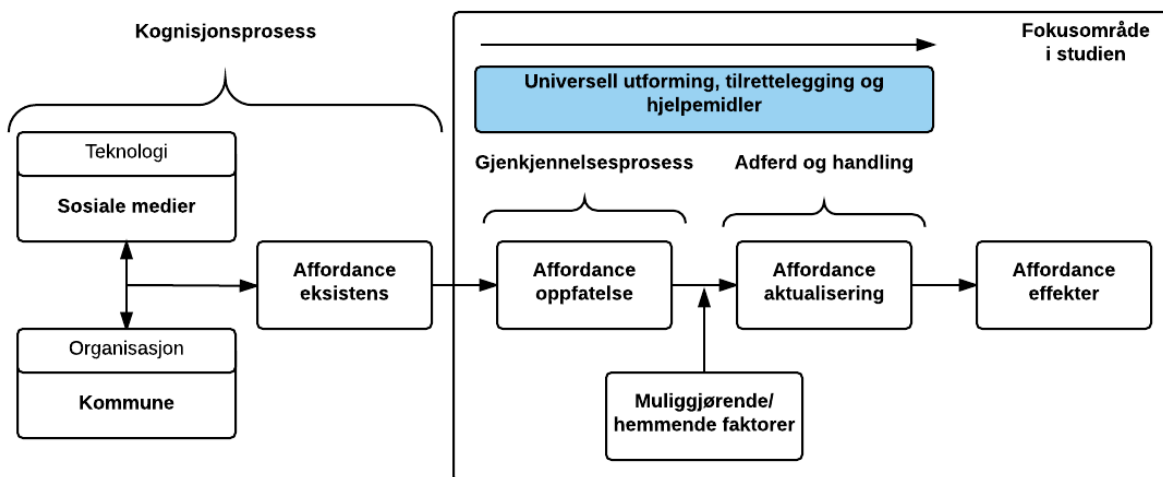 Kognisjonsprosess
Teknologi
Sosiale medier
Organisasjon
Kommune
Affordance
eksistens
Fokusområde
i studien
Universell utforming, tilrettelegging og
hjelpemidler
Gjenkjennelsesprosess
Adferd og handling
Affordance
oppfatelse
Affordance
aktualisering
Affordance
effekter
Muliggjørende/
hemmende faktorer